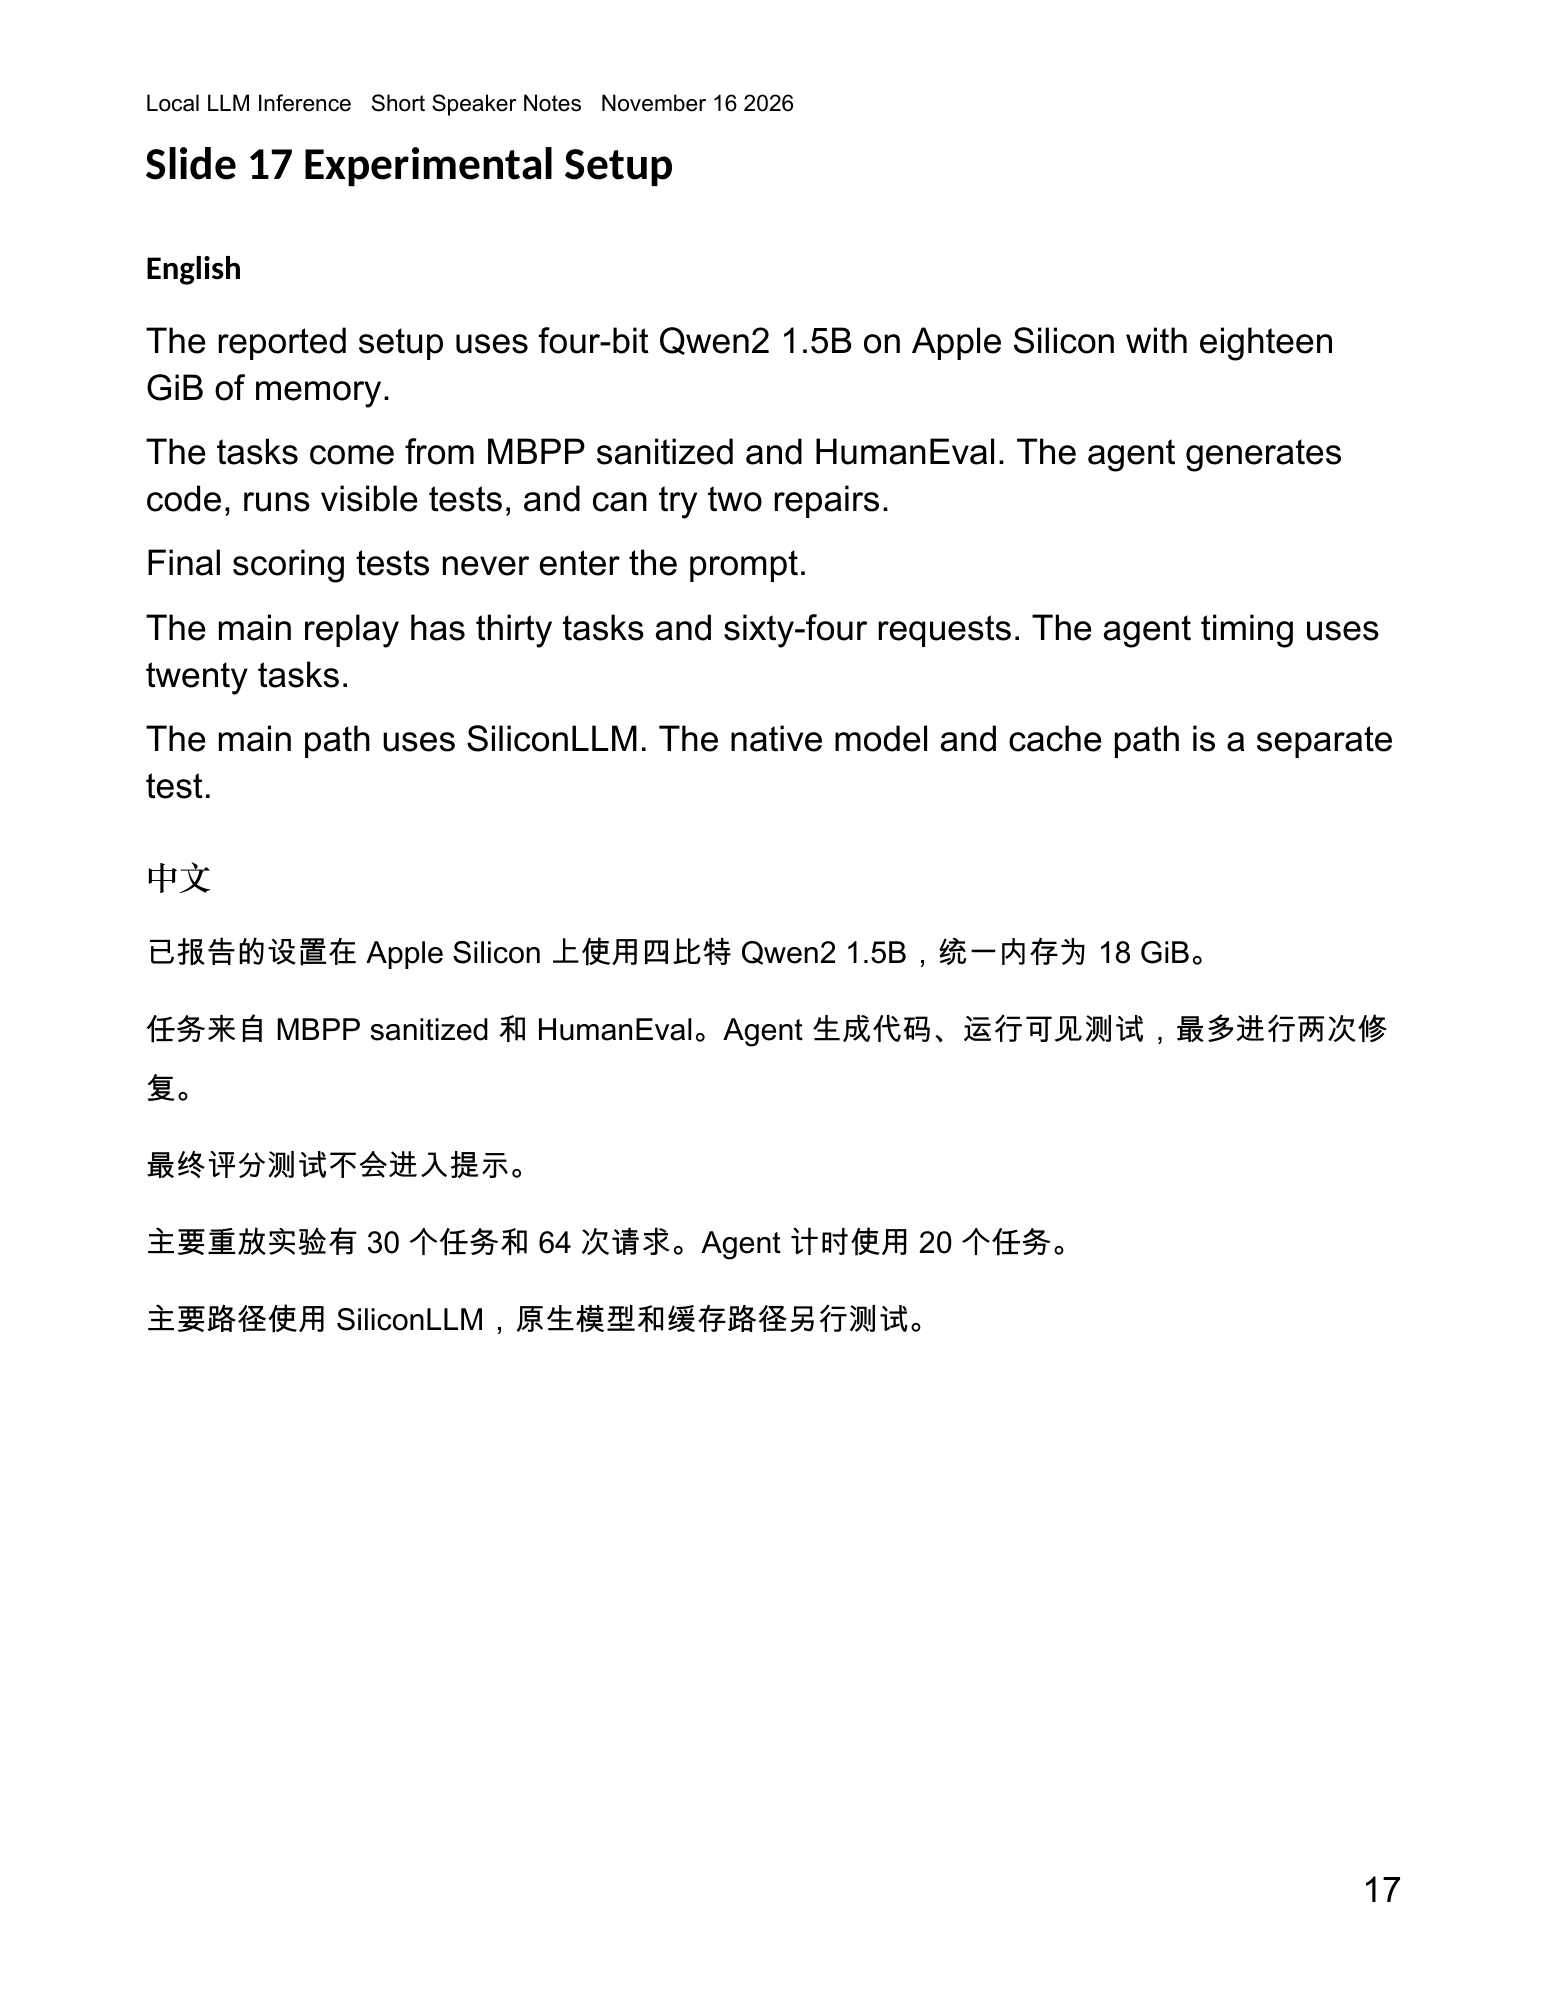 Local LLM Inference   Short Speaker Notes   November 16 2026
Slide 17 Experimental Setup
English
The reported setup uses four-bit Qwen2 1.5B on Apple Silicon with eighteen
GiB of memory.
The tasks come from MBPP sanitized and HumanEval. The agent generates
code, runs visible tests, and can try two repairs.
Final scoring tests never enter the prompt.
The main replay has thirty tasks and sixty-four requests. The agent timing uses
twenty tasks.
The main path uses SiliconLLM. The native model and cache path is a separate
test.
中文
已报告的设置在 Apple Silicon 上使用四比特 Qwen2 1.5B，统一内存为 18 GiB。
任务来自 MBPP sanitized 和 HumanEval。Agent 生成代码、运行可见测试，最多进行两次修
复。
最终评分测试不会进入提示。
主要重放实验有 30 个任务和 64 次请求。Agent 计时使用 20 个任务。
主要路径使用 SiliconLLM，原生模型和缓存路径另行测试。
17